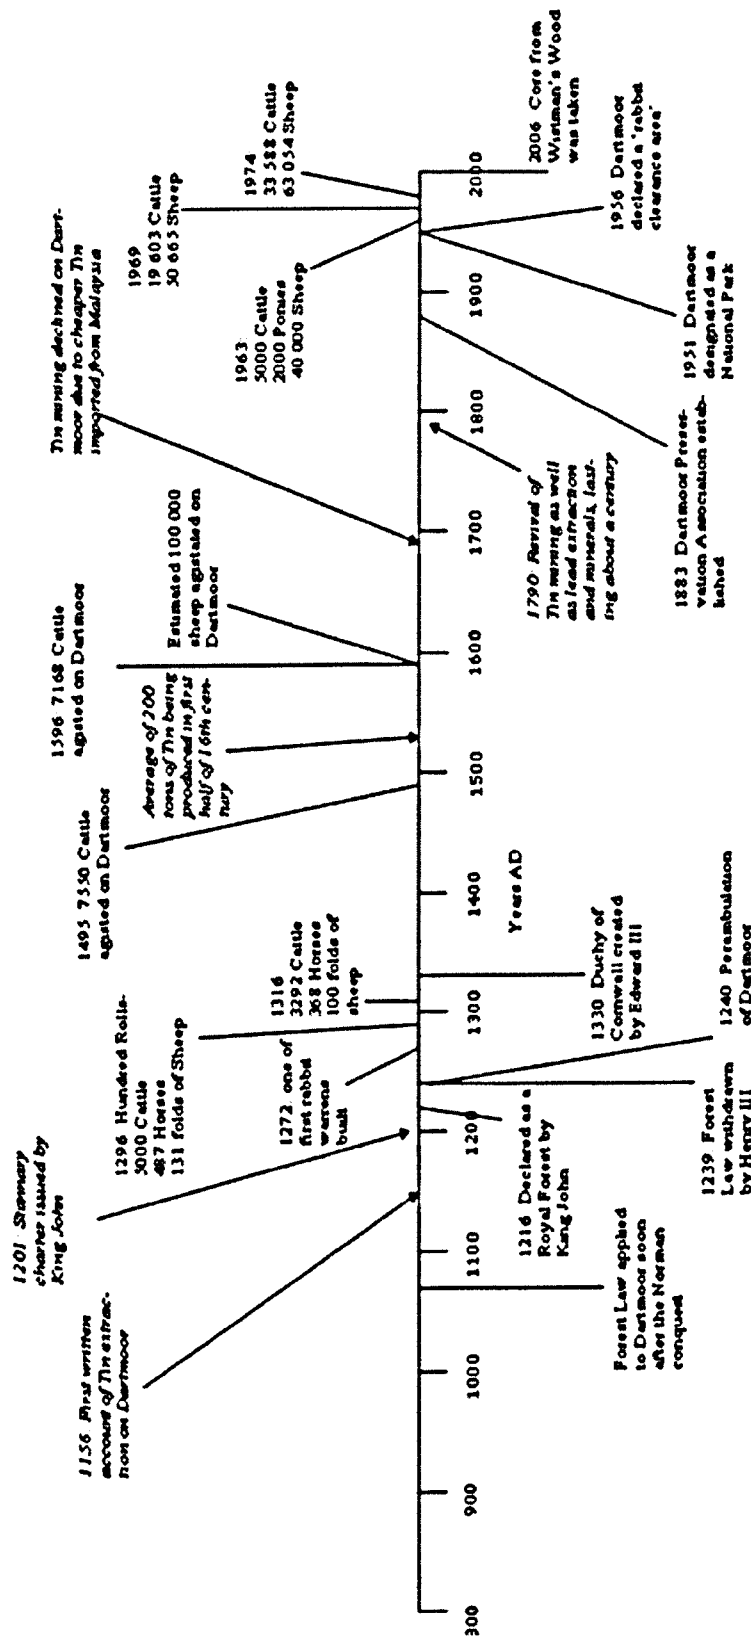 1201: Stannary
charter issued by
King John
1156: First written
account of Tin extrac-
tion on Dartmoor
1296 Hundred Rolls-
5000 Cattle
487 Horses
131 folds of Sheep
1272: one of
first rabbit
warrens
built
1316
3292 Cattle
368 Horses
100 folds of
sheep
1495 7550 Cattle
agisted on Dartmoor
1596 7168 Cattle
agisted on Dartmoor
Average of 200
tons of Tin being
produced in first
half of 16th cen-
tury
Estimated 100 000
sheep agistated on
Dartmoor
Tin mining declined on Dart-
moor due to cheaper Tin
imported from Malaysia
1963:
5000 Cattle
2000 Ponies
40 000 Sheep
1969
19 603 Cattle
50 665 Sheep
1974
33 588 Cattle
63 054 Sheep
800
900
1000
1100
1200
1300
1400
1500
1600
1700
1800
1900
2000
Years AD
Forest Law applied
to Dartmoor soon
after the Norman
conquest
1216 Declared as a
Royal Forest by
King John
1239 Forest
Law withdrawn
by Henry III
1240 Perambulation
of Dartmoor
1330 Duchy of
Cornwall created
by Edward III
1790: Revival of
Tin mining as well
as lead extraction
and minerals, last-
ing about a century
1883 Dartmoor Preser-
vation Association estab-
lished
1951 Dartmoor
designated as a
National Park
1956 Dartmoor
declared a 'rabbit
clearance area'
2006 Core from
Wistman's Wood
was taken